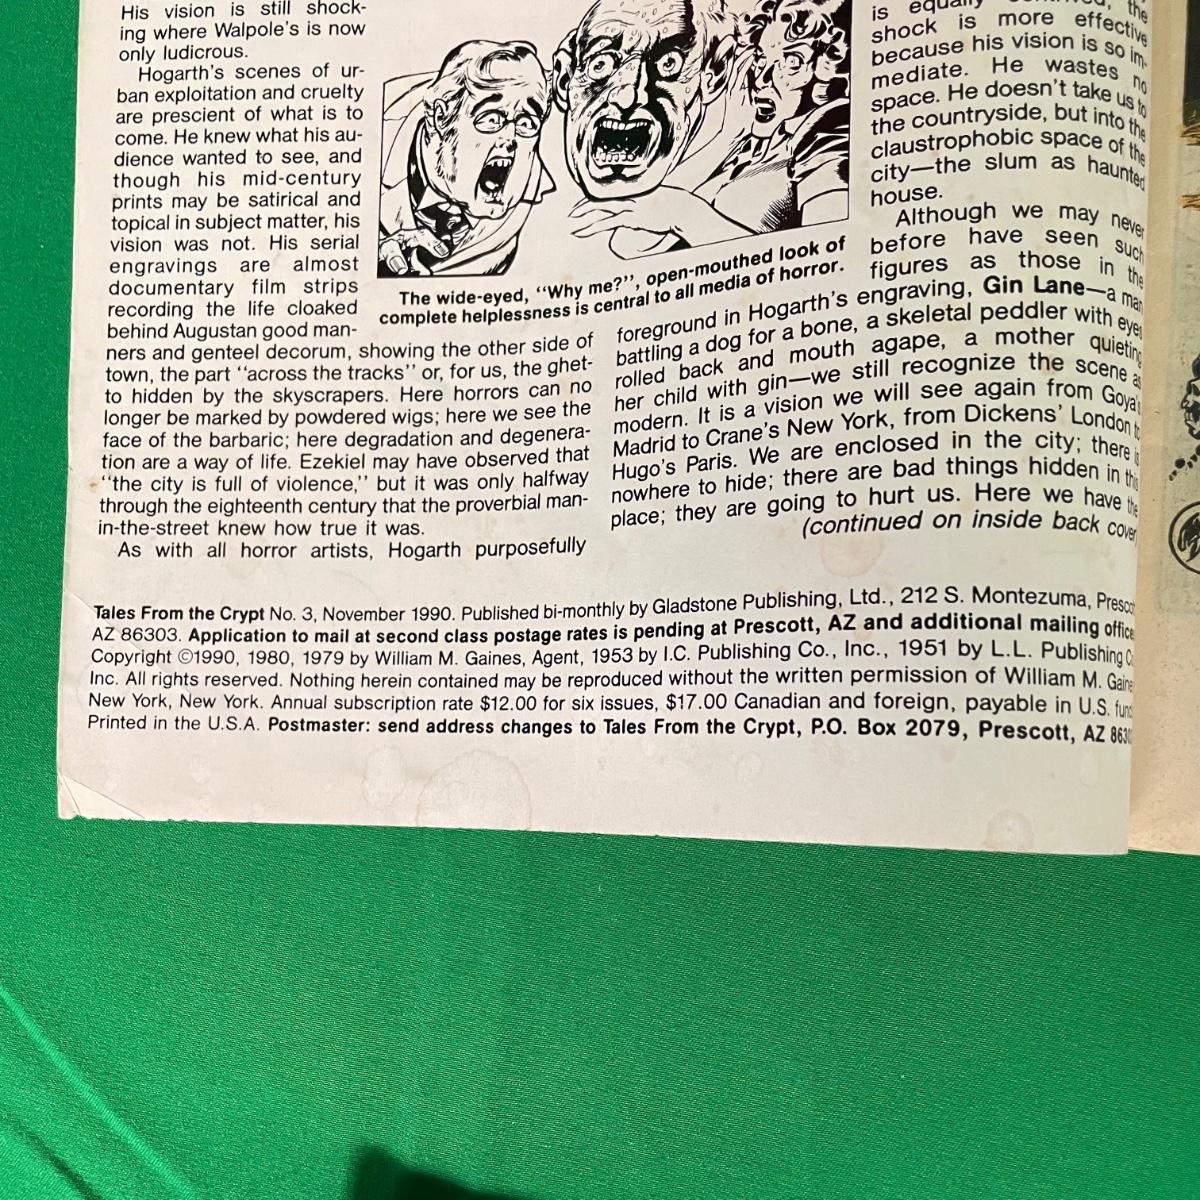 His vision is still shock-
ing where Walpole's is now
only ludicrous.
Hogarth's scenes of ur-
ban exploitation and cruelty
are prescient of what is to
come. He knew what his au-
dience wanted to see, and
though his mid-century
prints may be satirical and
topical in subject matter, his
vision was not. His serial
engravings are almost
documentary film strips
recording the life cloaked
behind Augustan good man-
ners and genteel decorum, showing the other side of
town, the part "across the tracks" or, for us, the ghet-
to hidden by the skyscrapers. Here horrors can no
longer be marked by powdered wigs; here we see the
face of the barbaric; here degradation and degenera-
tion are a way of life. Ezekiel may have observed that
"the city is full of violence," but it was only halfway
through the eighteenth century that the proverbial man-
in-the-street knew how true it was.
As with all horror artists, Hogarth purposefully
The wide-eyed, "Why me?", open-mouthed look of
complete helplessness is central to all media of horror.
is equally the
shock is more effective
because his vision is so im-
mediate. He wastes no
space. He doesn't take us to
the countryside, but into the
claustrophobic space of the
city—the slum as haunted
house.
Although we may never
before have seen such
figures as those in the
foreground in Hogarth's engraving, Gin Lane—a man
battling a dog for a bone, a skeletal peddler with eyes
rolled back and mouth agape, a mother quieting
her child with gin—we still recognize the scene as
modern. It is a vision we will see again from Goya's
Madrid to Crane's New York, from Dickens' London to
Hugo's Paris. We are enclosed in the city; there is
nowhere to hide; there are bad things hidden in this
place; they are going to hurt us. Here we have the
(continued on inside back cover
Tales From the Crypt No. 3, November 1990. Published bi-monthly by Gladstone Publishing, Ltd., 212 S. Montezuma, Presco
AZ 86303. Application to mail at second class postage rates is pending at Prescott, AZ and additional mailing office
Copyright ©1990, 1980, 1979 by William M. Gaines, Agent, 1953 by I.C. Publishing Co., Inc., 1951 by L.L. Publishing C
Inc. All rights reserved. Nothing herein contained may be reproduced without the written permission of William M. Gaine
New York, New York. Annual subscription rate $12.00 for six issues, $17.00 Canadian and foreign, payable in U.S. fun
Printed in the U.S.A. Postmaster: send address changes to Tales From the Crypt, P.O. Box 2079, Prescott, AZ 8630